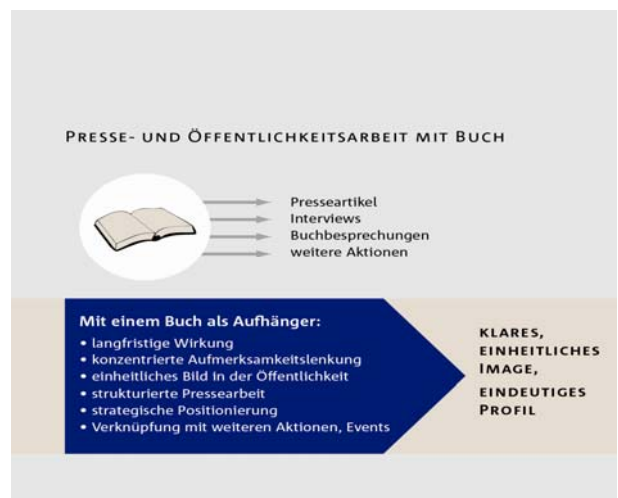 PRESSE- UND ÖFFENTLICHKEITSARBEIT MIT BUCH
Presseartikel
Interviews
Buchbesprechungen
weitere Aktionen
Mit einem Buch als Aufhänger:
• langfristige Wirkung
• konzentrierte Aufmerksamkeitslenkung
• einheitliches Bild in der Öffentlichkeit
• strukturierte Pressearbeit
• strategische Positionierung
• Verknüpfung mit weiteren Aktionen, Events
KLARES,
EINHEITLICHES
IMAGE,
EINDEUTIGES
PROFIL